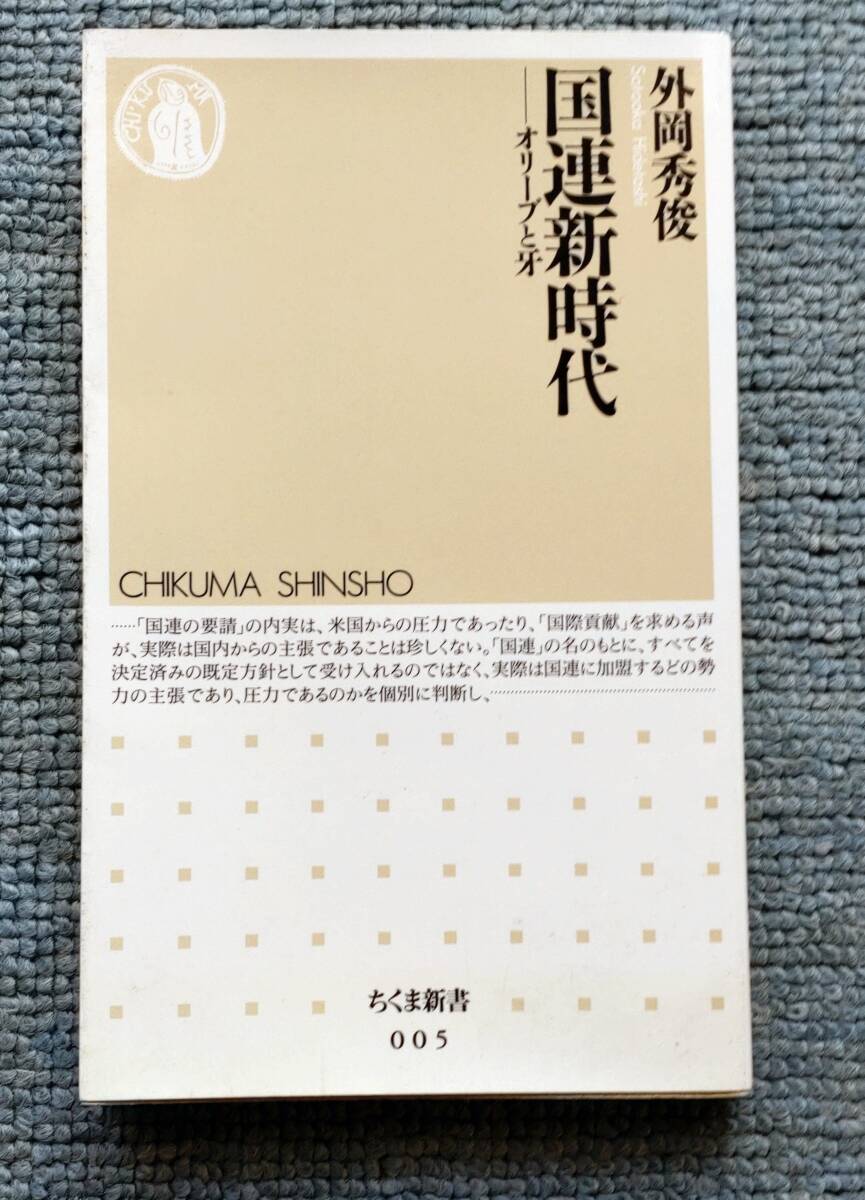 外岡秀俊
Sotooka Hidetoshi
国連新時代
——オリーブと牙
CHI・KU・MA
CHIKUMA SHINSHO
……「国連の要請」の内実は、米国からの圧力であったり、「国際貢献」を求める声
が、実際は国内からの主張であることは珍しくない。「国連」の名のもとに、すべてを
決定済みの既定方針として受け入れるのではなく、実際は国連に加盟するどの勢
力の主張であり、圧力であるのかを個別に判断し、……………………………
ちくま新書
005